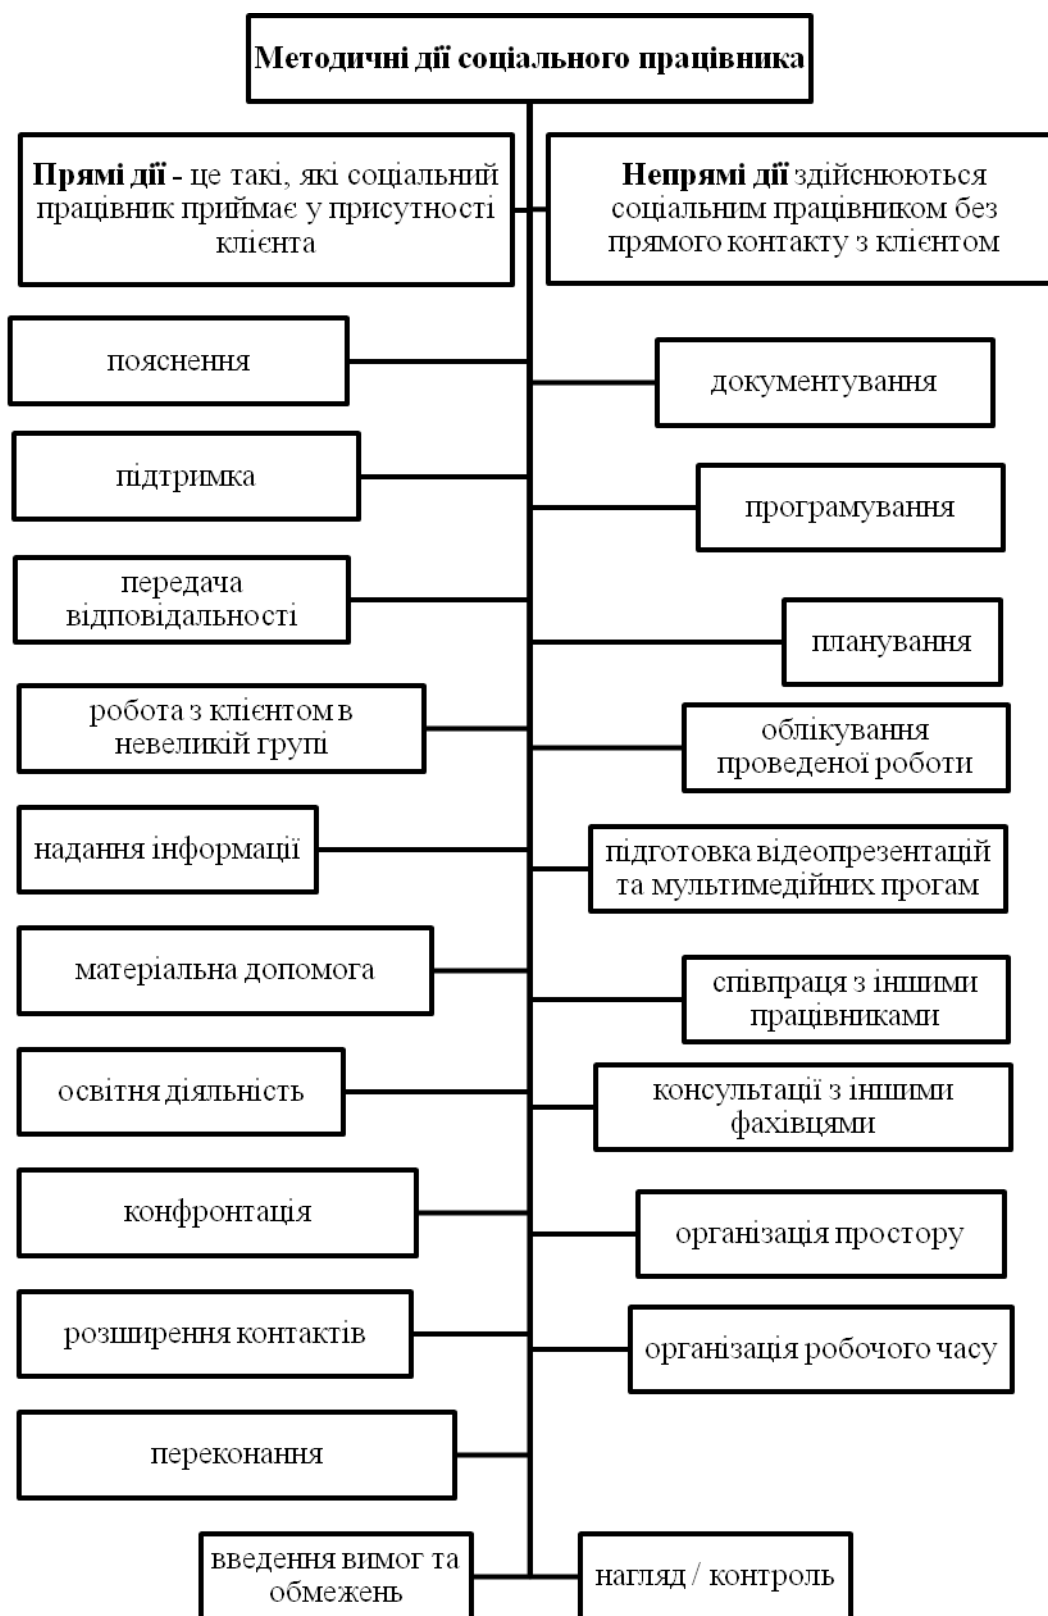 Методичні дії соціального працівника
Прямі дії - це такі, які соціальний
працівник приймає у присутності
клієнта
Непрямі дії здійснюються
соціальним працівником без
прямого контакту з клієнтом
пояснення
документування
підтримка
програмування
передача
відповідальності
планування
робота з клієнтом в
невеликій групі
облікування
проведеної роботи
надання інформації
підготовка відеопрезентацій
та мультимедійних прогам
матеріальна допомога
співпраця з іншими
працівниками
освітня діяльність
консультації з іншими
фахівцями
конфронтація
організація простору
розширення контактів
організація робочого часу
переконання
введення вимог та
обмежень
нагляд / контроль